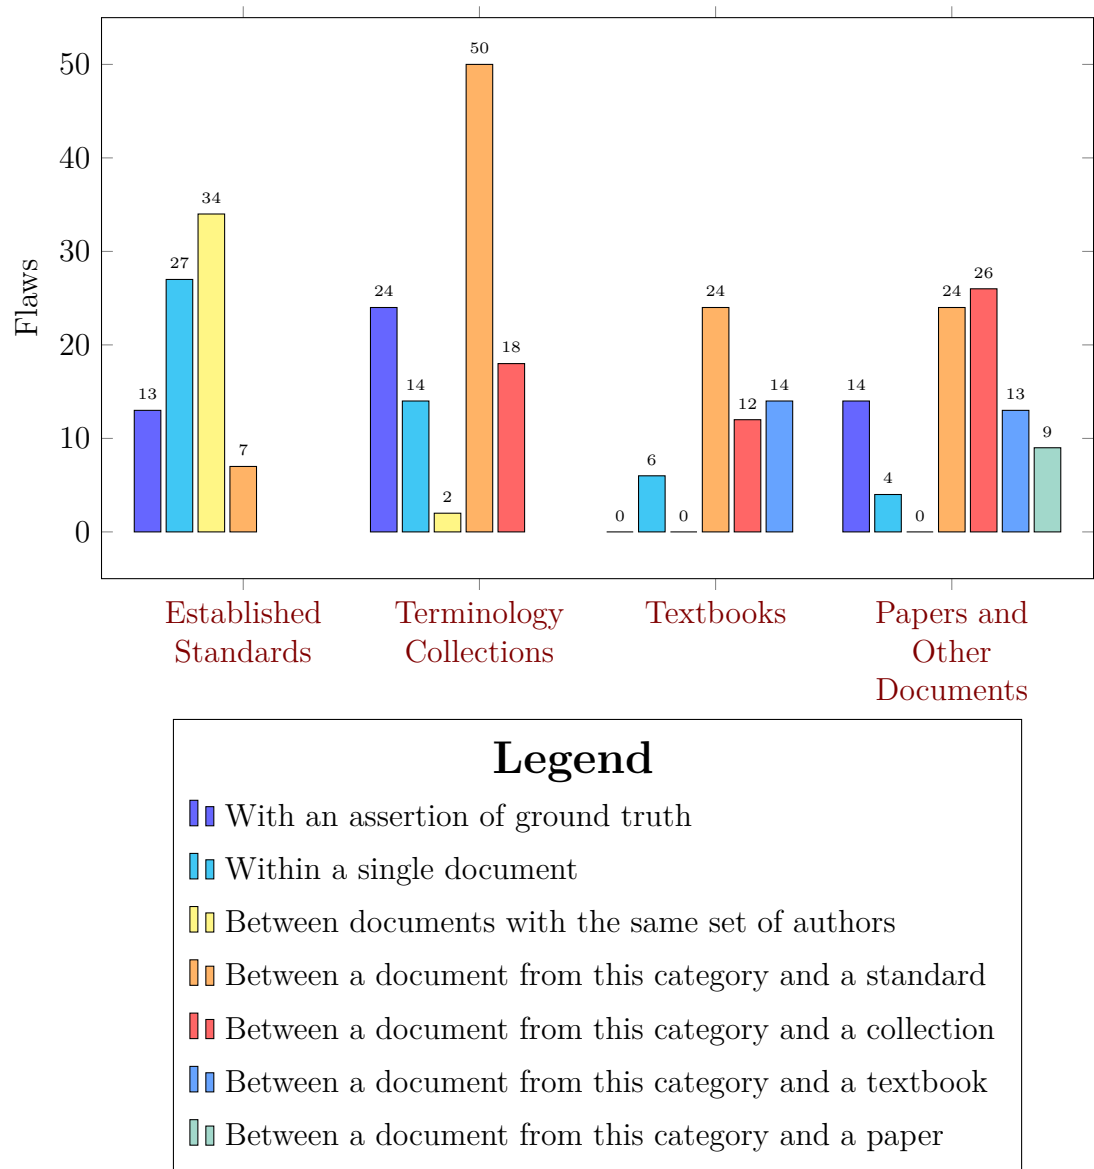 50
40
30
20
10
0
Flaws
13
27
34
7
24
14
2
50
18
0
6
0
24
12
14
14
4
0
24
26
13
9
Established
Standards
Terminology
Collections
Textbooks
Papers and
Other
Documents
Legend
With an assertion of ground truth
Within a single document
Between documents with the same set of authors
Between a document from this category and a standard
Between a document from this category and a collection
Between a document from this category and a textbook
Between a document from this category and a paper